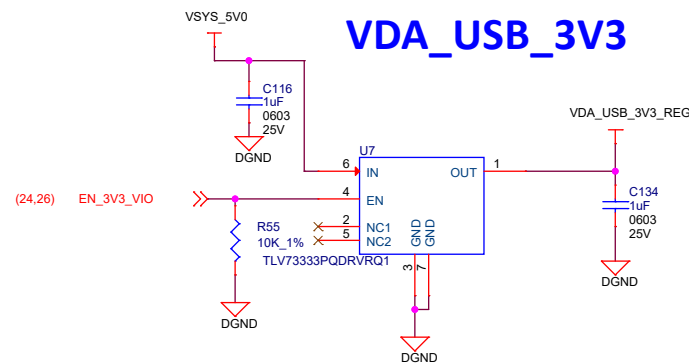 VSYS_5V0
VDA_USB_3V3
C116
1uF
0603
25V
DGND
VDA_USB_3V3_REG
U7
6
IN
OUT
1
(24,26)
EN_3V3_VIO
4
EN
C134
1uF
0603
25V
R55
10K_1%
2
NC1
5
NC2
GND
GND
TLV73333PQDRVRQ1
3
7
DGND
DGND
DGND